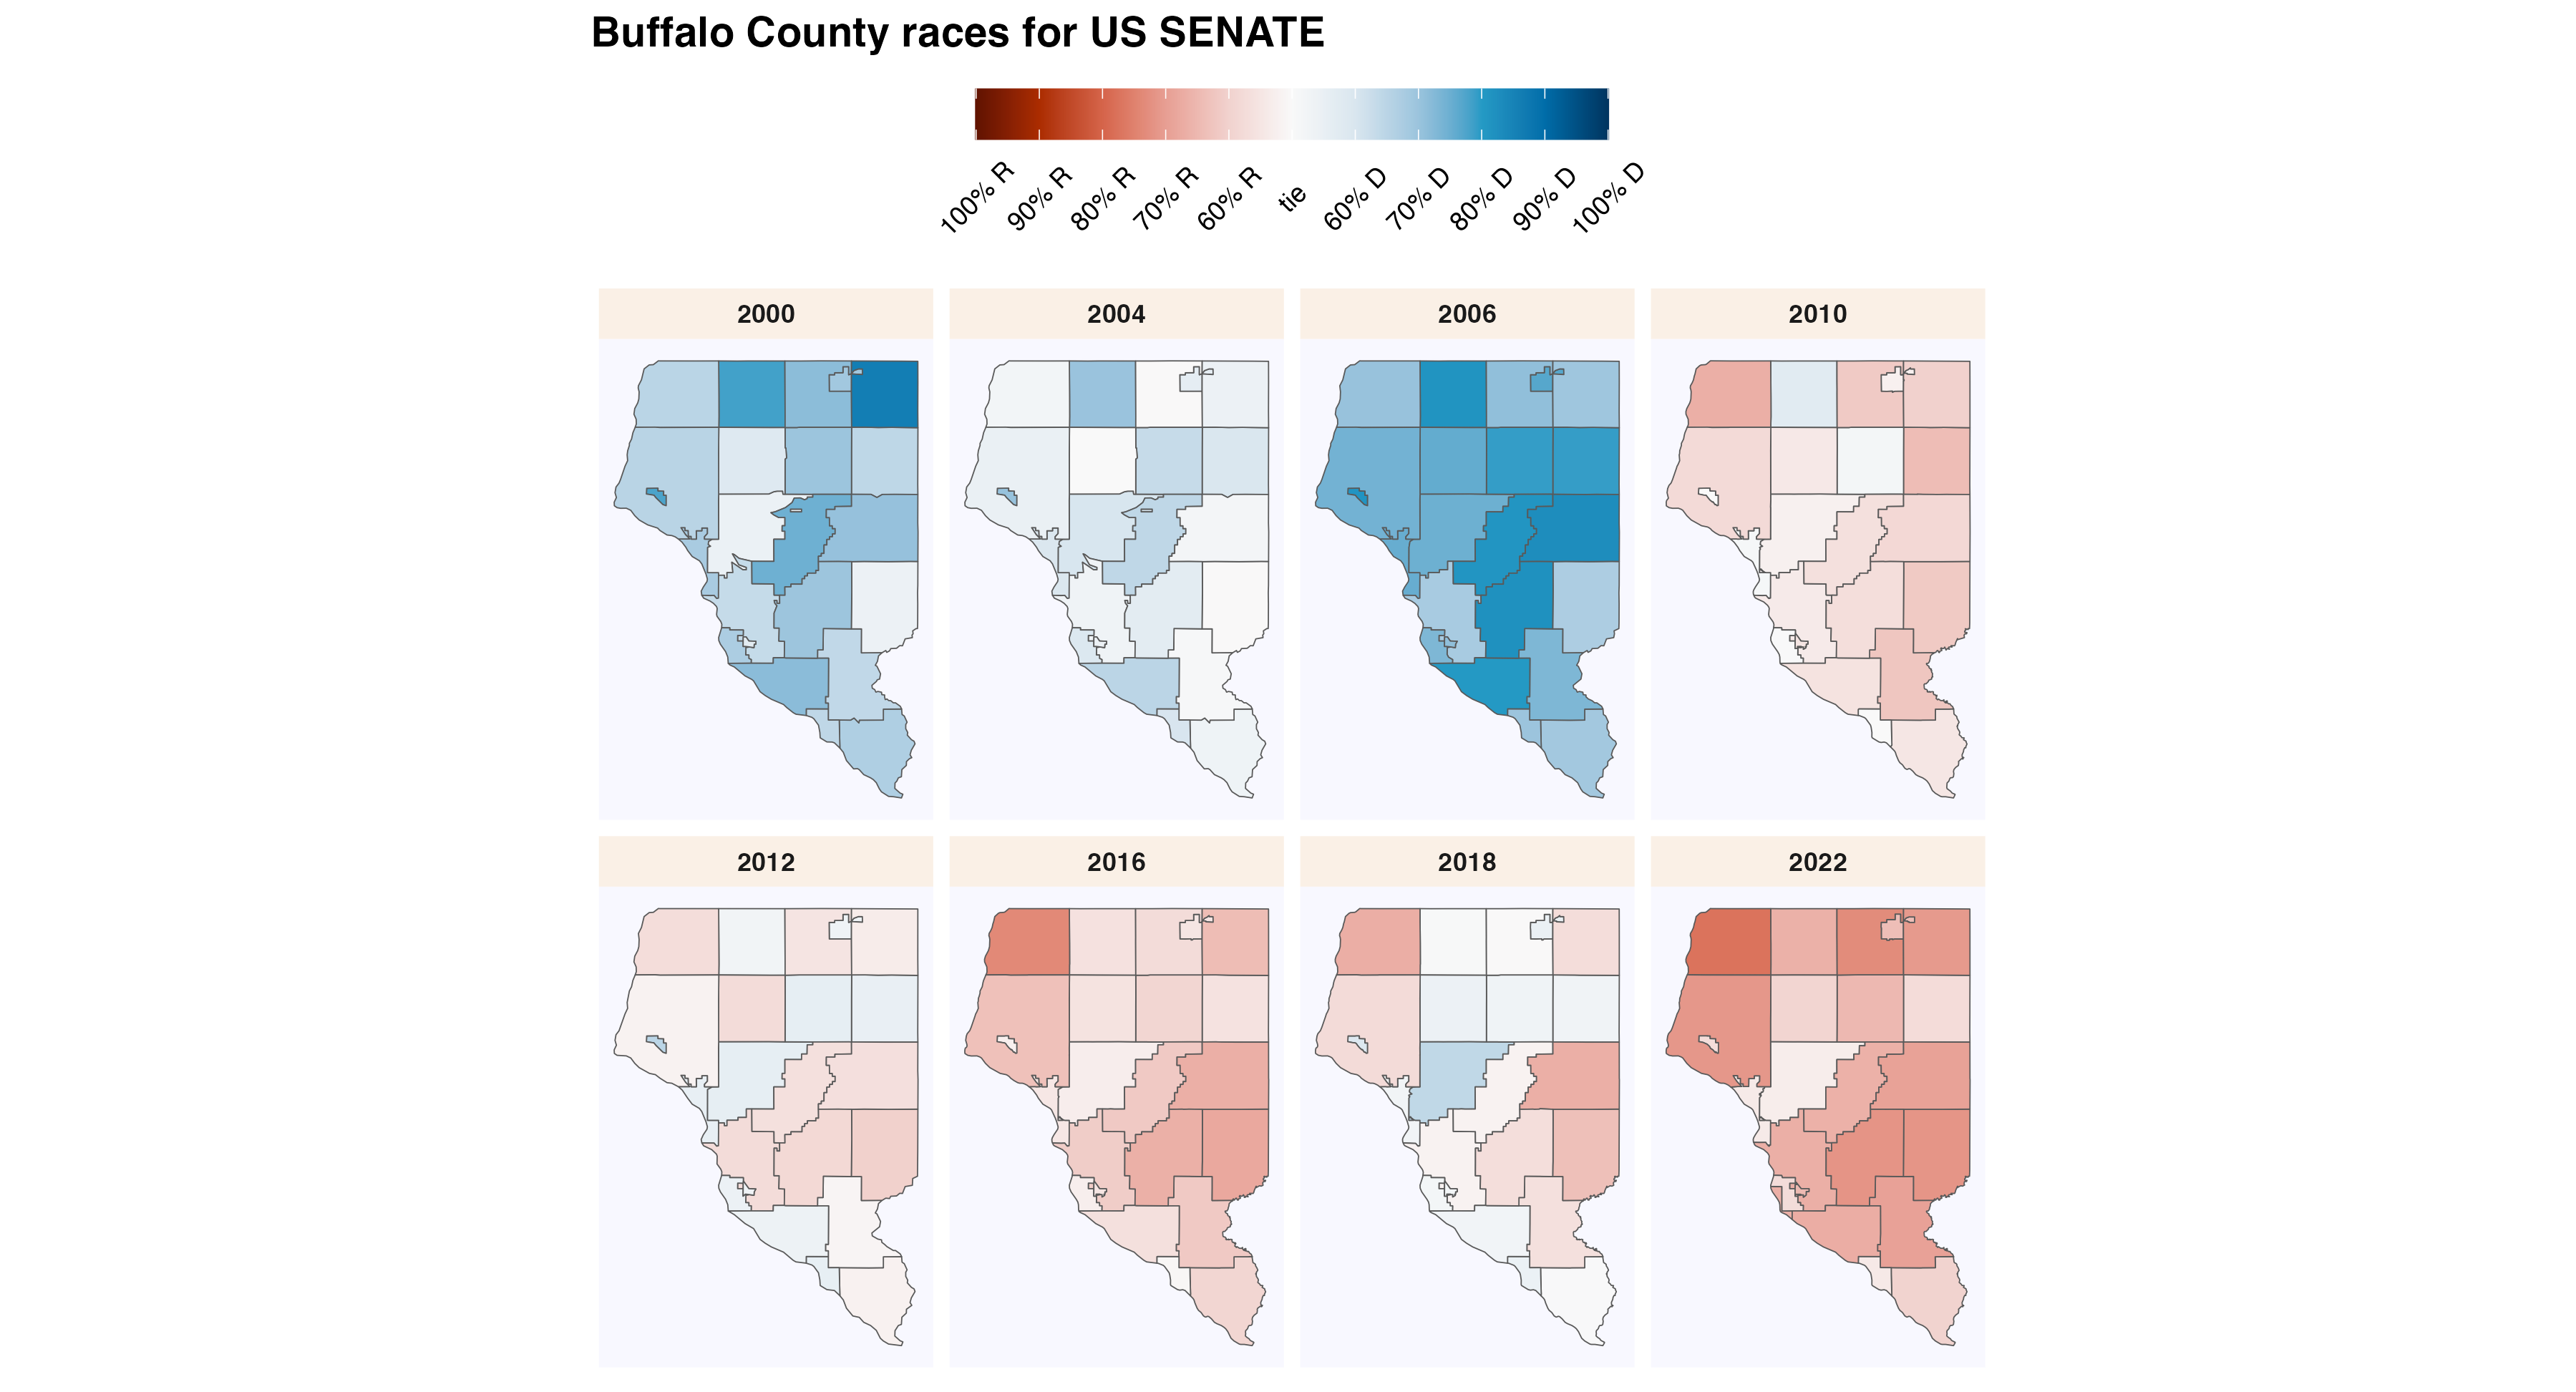 Buffalo County races for US SENATE
100% R 90% R 80% R 70% R 60% R tie 60% D 70% D 80% D 90% D 100% D
2000 2004 2006 2010
2012 2016 2018 2022